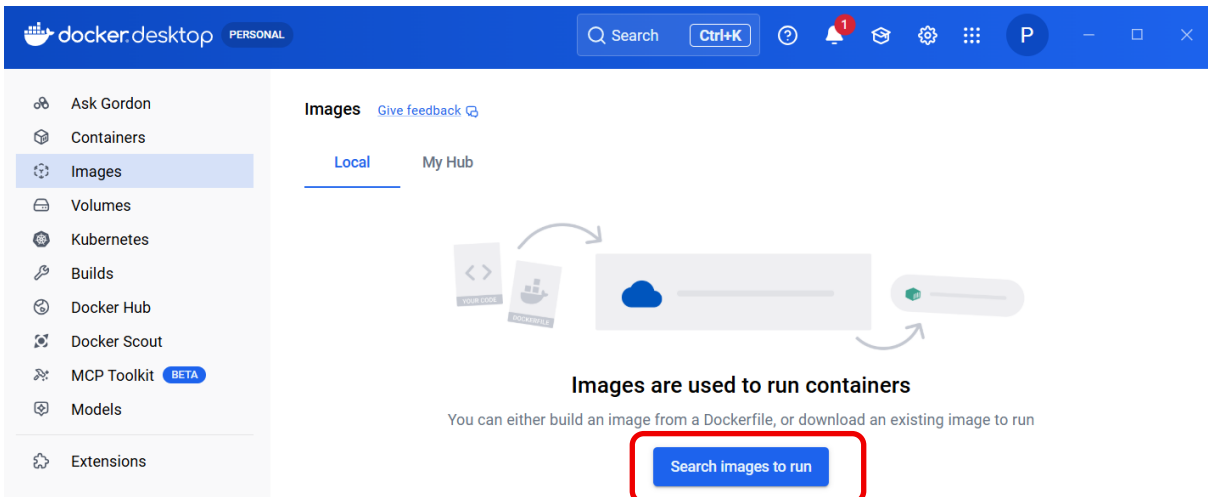 docker.desktop PERSONAL
Search Ctrl+K
1
P
Ask Gordon
Containers
Images
Volumes
Kubernetes
Builds
Docker Hub
Docker Scout
MCP Toolkit BETA
Models
Extensions
Images Give feedback
Local My Hub
YOUR CODE
DOCKERFILE
Images are used to run containers
You can either build an image from a Dockerfile, or download an existing image to run
Search images to run